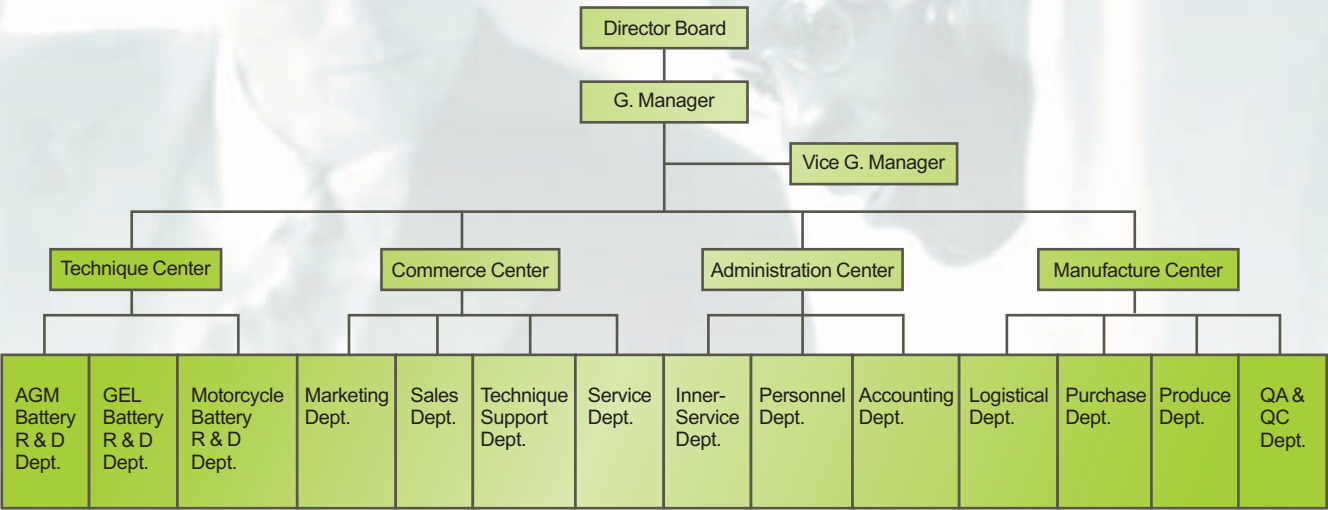 Director Board
G. Manager
Vice G. Manager
Technique Center
Commerce Center
Administration Center
Manufacture Center
AGM
Battery
R & D
Dept.
GEL
Battery
R & D
Dept.
Motorcycle
Battery
R & D
Dept.
Marketing
Dept.
Sales
Dept.
Technique
Support
Dept.
Service
Dept.
Inner-
Service
Dept.
Personnel
Dept.
Accounting
Dept.
Logistical
Dept.
Purchase
Dept.
Produce
Dept.
QA &
QC
Dept.